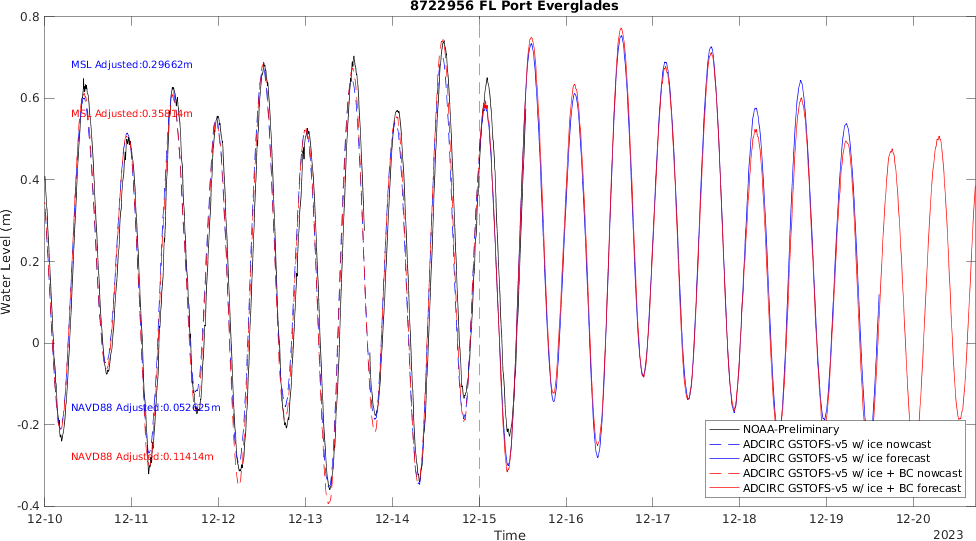 8722956 FL Port Everglades
0.8
MSL Adjusted:0.29662m
0.6
MSL Adjusted:0.35814m
0.4
Water Level (m)
0.2
0
NAVD88 Adjusted:0.052625m
-0.2
NOAA-Preliminary
ADCIRC GSTOFS-v5 w/ ice nowcast
NAVD88 Adjusted:0.11414m
ADCIRC GSTOFS-v5 w/ ice forecast
ADCIRC GSTOFS-v5 w/ ice + BC nowcast
ADCIRC GSTOFS-v5 w/ ice + BC forecast
-0.4
12-10 12-11 12-12 12-13 12-14 12-15 12-16 12-17 12-18 12-19 12-20
Time
2023